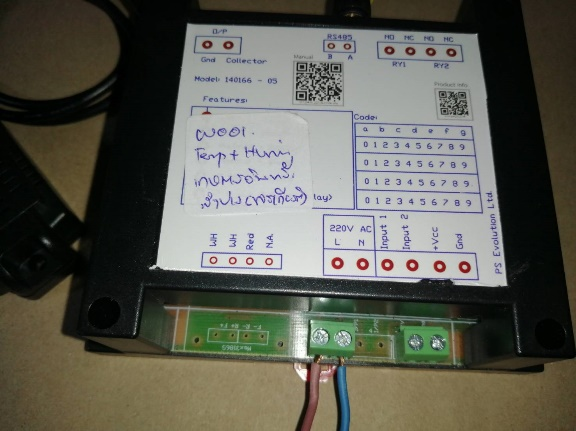 O/P
Gnd Collector
RS485
B A
NO NC NO NC
RY1 RY2
Manual
Model: 140166 - 05
Product Info
Features:
Code:
a b c d e f g
0 1 2 3 4 5 6 7 8 9
0 1 2 3 4 5 6 7 8 9
0 1 2 3 4 5 6 7 8 9
0 1 2 3 4 5 6 7 8 9
W001.
Temp +
lay)
WH WH Red N.A
220V AC
L N
Input 1 Input 2 +Vcc Gnd
PS Evolution Ltd.